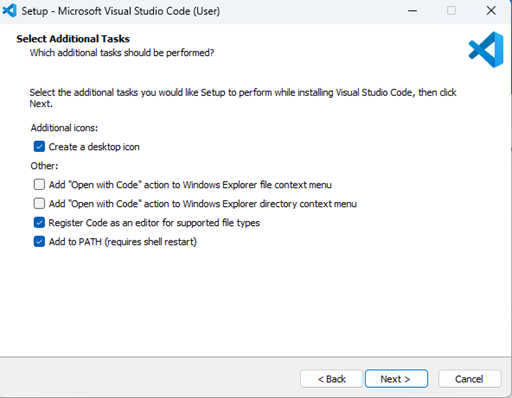 Setup - Microsoft Visual Studio Code (User)
Select Additional Tasks
Which additional tasks should be performed?
Select the additional tasks you would like Setup to perform while installing Visual Studio Code, then click
Next.
Additional icons:
Create a desktop icon
Other:
Add "Open with Code" action to Windows Explorer file context menu
Add "Open with Code" action to Windows Explorer directory context menu
Register Code as an editor for supported file types
Add to PATH (requires shell restart)
< Back
Next >
Cancel